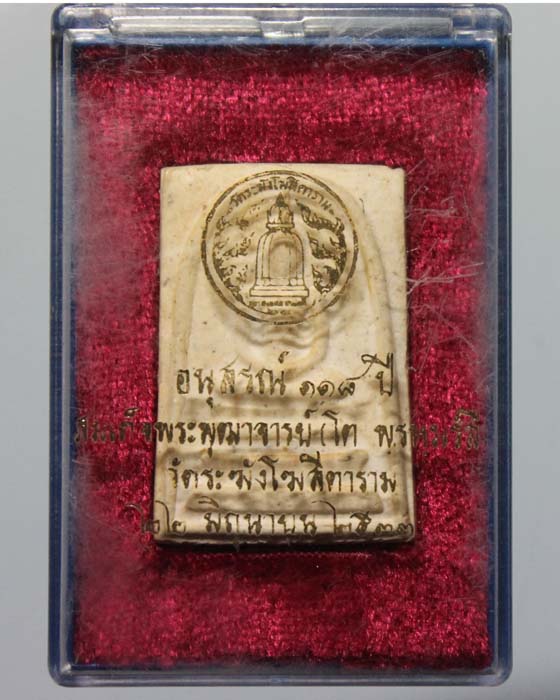 วัดระฆังโฆสิตาราม
อนุสรณ์ ๑๑๘ ปี
สมเด็จพระพุฒาจารย์ (โต พรหมรังสี
วัดระฆังโฆสิตาราม
๒๒ มิถุนายน ๒๕๓๓